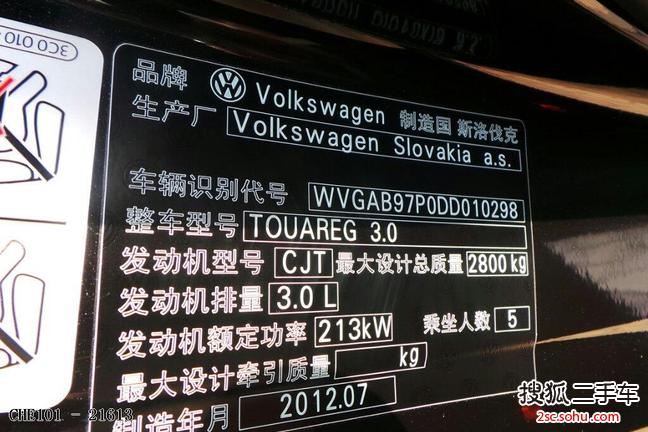 3C0 010 0
品牌 Volkswagen 制造国 斯洛伐克
生产厂 Volkswagen Slovakia a.s.
车辆识别代号 WVGAB97P0DD010298
整车型号 TOUAREG 3.0
发动机型号 CJT 最大设计总质量 2800 kg
发动机排量 3.0 L
发动机额定功率 213kW 乘坐人数 5
最大设计牵引质量 kg
制造年月 2012.07
CHE101 - 21613
搜狐二手车
2sc.sohu.com